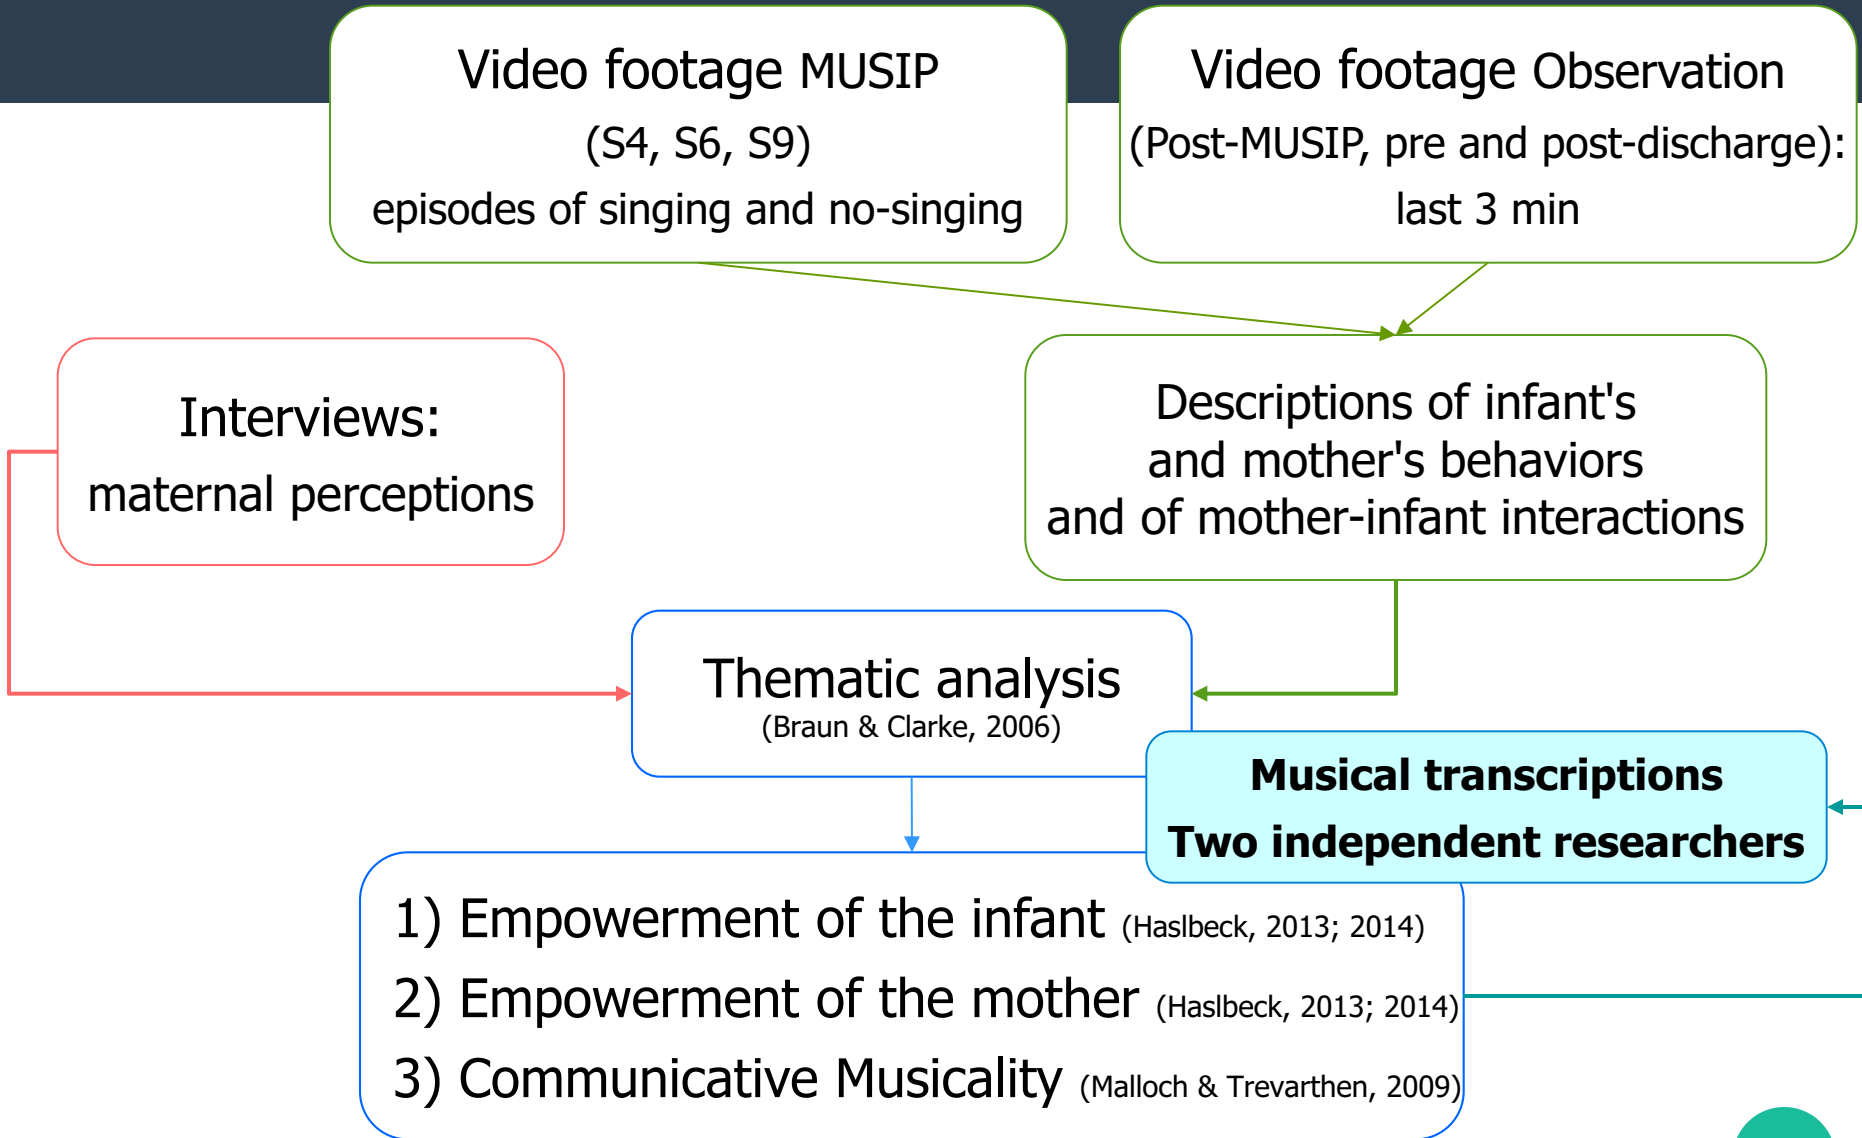 Video footage MUSIP
(S4, S6, S9)
episodes of singing and no-singing
Video footage Observation
(Post-MUSIP, pre and post-discharge):
last 3 min
Interviews:
maternal perceptions
Descriptions of infant's
and mother's behaviors
and of mother-infant interactions
Thematic analysis
(Braun & Clarke, 2006)
Musical transcriptions
Two independent researchers
1) Empowerment of the infant (Haslbeck, 2013; 2014)
2) Empowerment of the mother (Haslbeck, 2013; 2014)
3) Communicative Musicality (Malloch & Trevarthen, 2009)